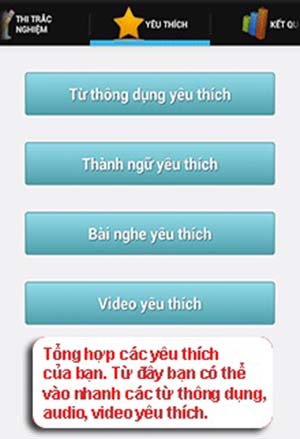 THI TRẮC
NGHIỆM
YÊU THÍCH
KẾT QU
Từ thông dụng yêu thích
Thành ngữ yêu thích
Bài nghe yêu thích
Video yêu thích
Tổng hợp các yêu thích
của bạn. Từ đây bạn có thể
vào nhanh các từ thông dụng,
audio, video yêu thích.